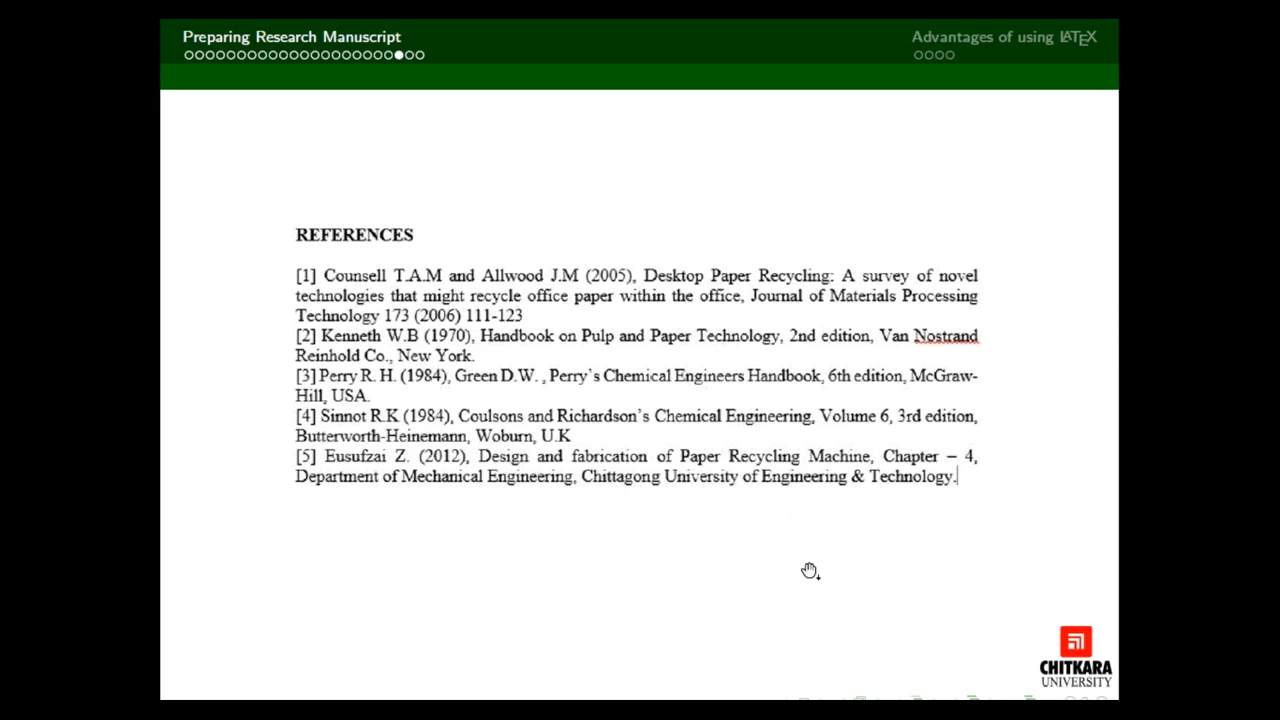 Preparing Research Manuscript
Advantages of using LATEX
REFERENCES
[1] Counsell T.A.M and Allwood J.M (2005), Desktop Paper Recycling: A survey of novel
technologies that might recycle office paper within the office, Journal of Materials Processing
Technology 173 (2006) 111-123
[2] Kenneth W.B (1970), Handbook on Pulp and Paper Technology, 2nd edition, Van Nostrand
Reinhold Co., New York.
[3] Perry R. H. (1984), Green D.W. , Perry's Chemical Engineers Handbook, 6th edition, McGraw-
Hill, USA.
[4] Sinnot R.K (1984), Coulsons and Richardson's Chemical Engineering, Volume 6, 3rd edition,
Butterworth-Heinemann, Woburn, U.K
[5] Eusufzai Z. (2012), Design and fabrication of Paper Recycling Machine, Chapter – 4,
Department of Mechanical Engineering, Chittagong University of Engineering & Technology.
CHITKARA
UNIVERSITY